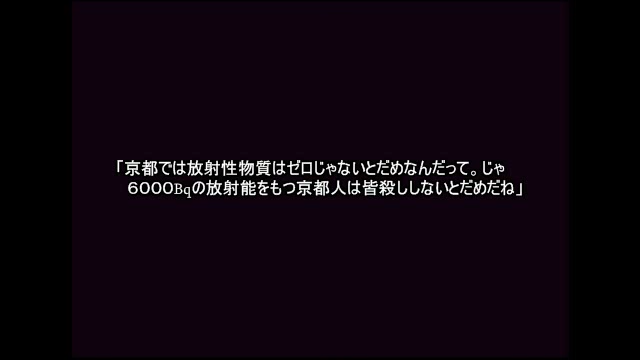 「京都では放射性物質はゼロじゃないとだめなんだって。じゃ
6000Bqの放射能をもつ京都人は皆殺ししないとだめだね」